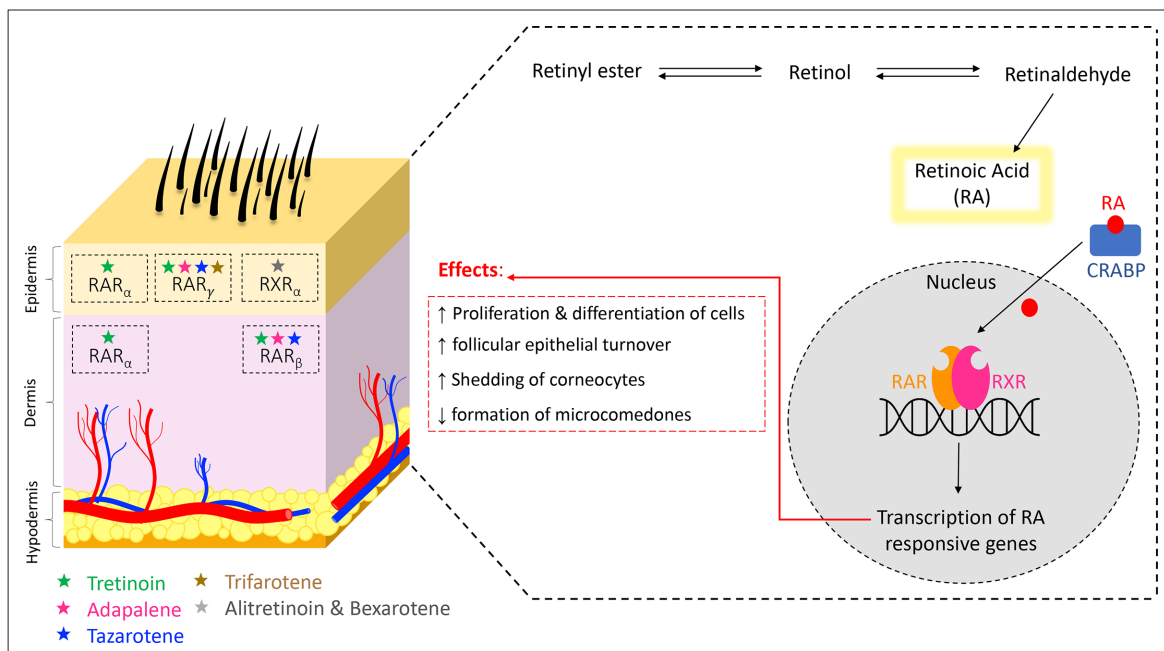 Retinyl ester
Retinol
Retinaldehyde
Retinoic Acid
(RA)
RA
CRABP
Nucleus
RAR
RXR
Transcription of RA
responsive genes
Effects:
↑ Proliferation & differentiation of cells
↑ follicular epithelial turnover
↑ Shedding of corneocytes
↓ formation of microcomedones
Epidermis
RARα
RARγ
RXRα
Dermis
RARα
RARβ
Hypodermis
Tretinoin
Adapalene
Tazarotene
Trifarotene
Alitretinoin & Bexarotene